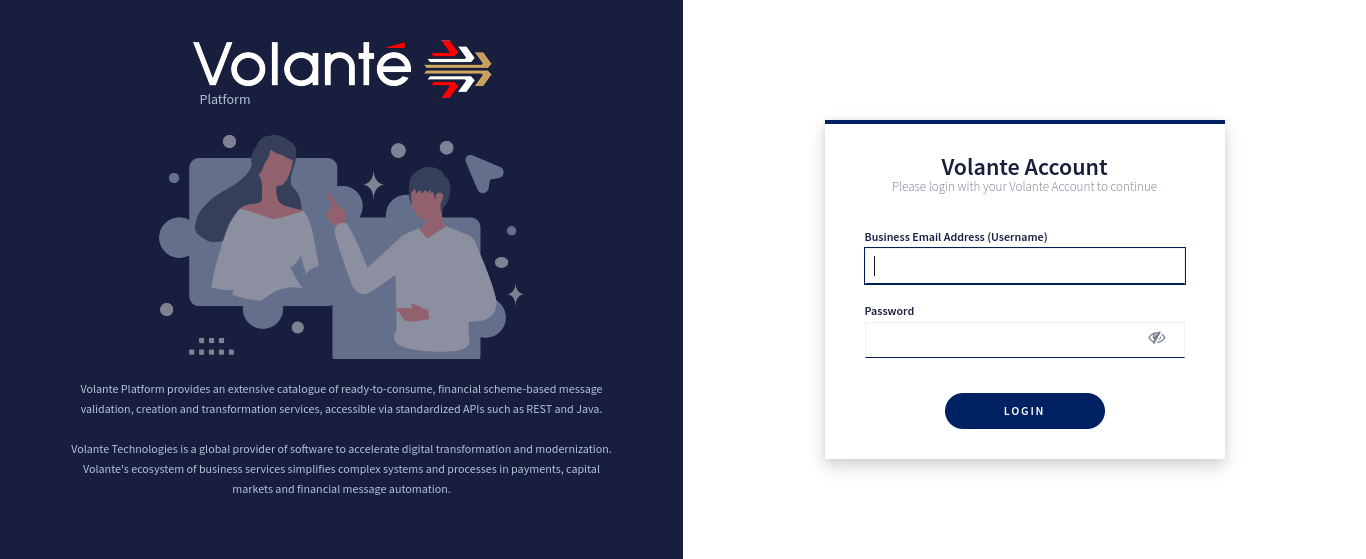 Volanté
Platform
Volante Platform provides an extensive catalogue of ready-to-consume, financial scheme-based message
validation, creation and transformation services, accessible via standardized APIs such as REST and Java.
Volante Technologies is a global provider of software to accelerate digital transformation and modernization.
Volante's ecosystem of business services simplifies complex systems and processes in payments, capital
markets and financial message automation.
Volante Account
Please login with your Volante Account to continue
Business Email Address (Username)
Password
LOGIN